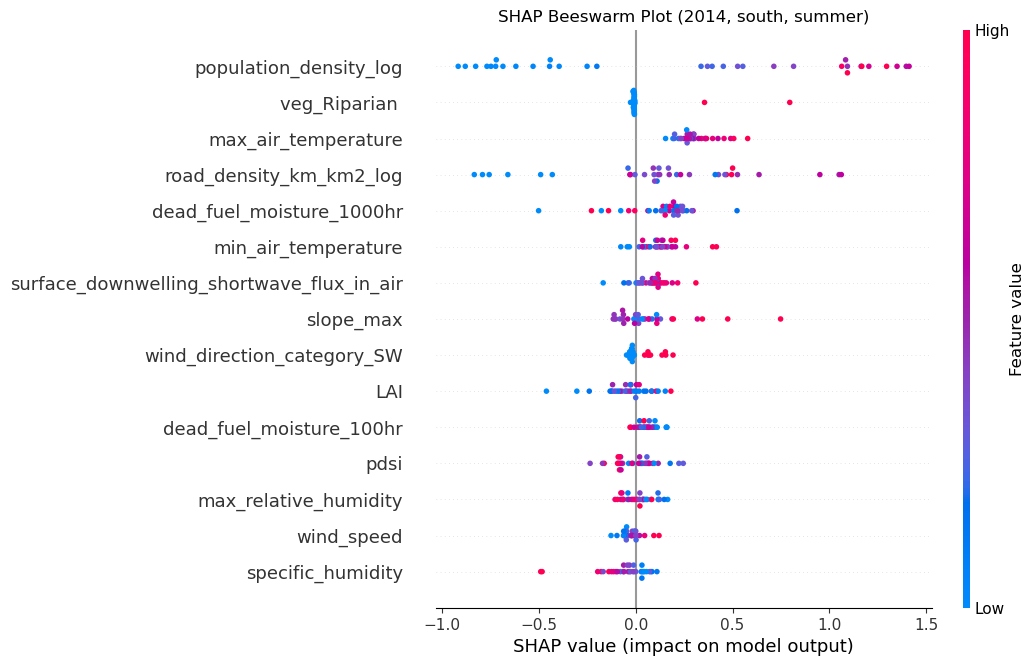 SHAP Beeswarm Plot (2014, south, summer)
population_density_log
veg_Riparian
max_air_temperature
road_density_km_km2_log
dead_fuel_moisture_1000hr
min_air_temperature
surface_downwelling_shortwave_flux_in_air
slope_max
wind_direction_category_SW
LAI
dead_fuel_moisture_100hr
pdsi
max_relative_humidity
wind_speed
specific_humidity
−1.0 −0.5 0.0 0.5 1.0 1.5
SHAP value (impact on model output)
High
Feature value
Low